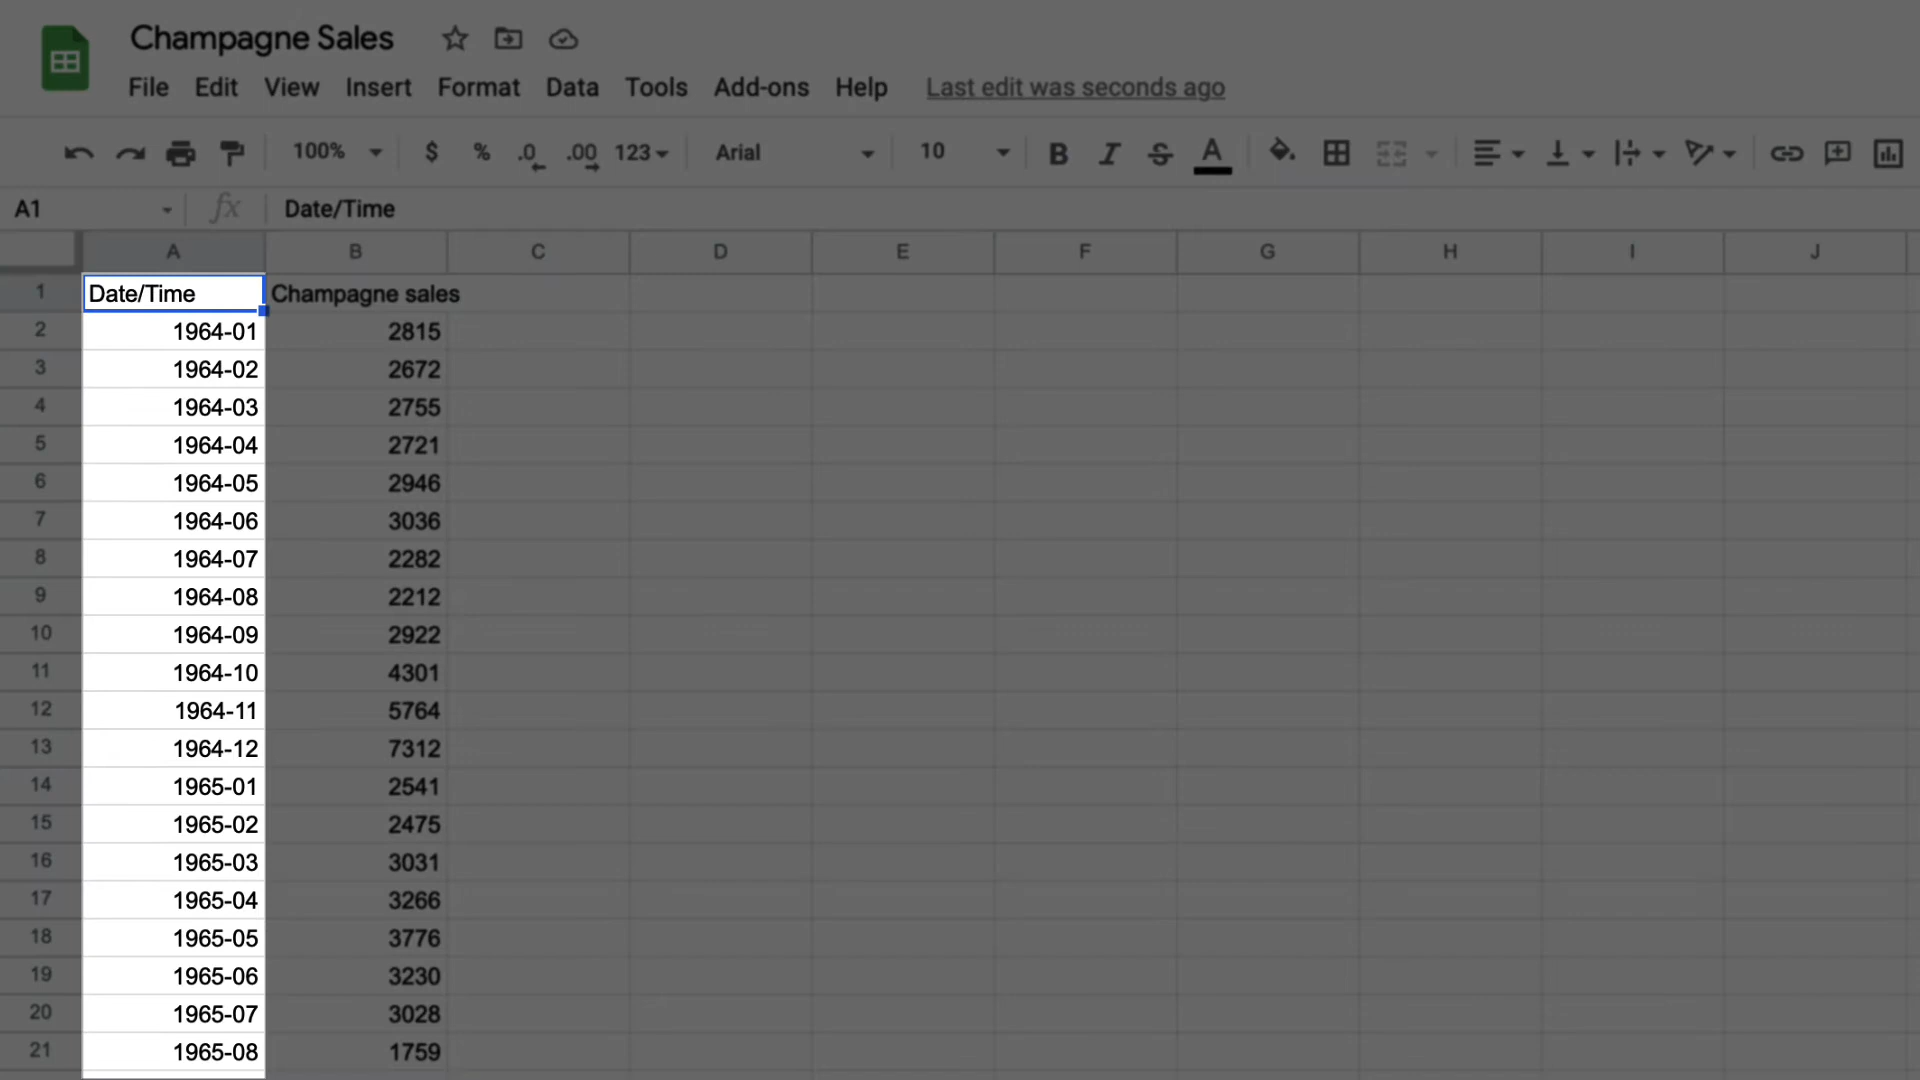 Champagne Sales
File Edit View Insert Format Data Tools Add-ons Help Last edit was seconds ago
100% $ % .0 .00 123 Arial 10 B I S A
A1 fx Date/Time
A B C D E F G H I J
1 Date/Time Champagne sales
2 1964-01 2815
3 1964-02 2672
4 1964-03 2755
5 1964-04 2721
6 1964-05 2946
7 1964-06 3036
8 1964-07 2282
9 1964-08 2212
10 1964-09 2922
11 1964-10 4301
12 1964-11 5764
13 1964-12 7312
14 1965-01 2541
15 1965-02 2475
16 1965-03 3031
17 1965-04 3266
18 1965-05 3776
19 1965-06 3230
20 1965-07 3028
21 1965-08 1759